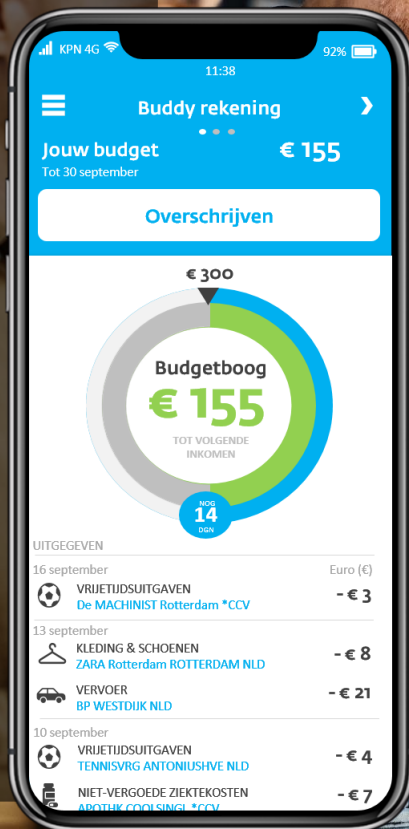 KPN 4G 92%
11:38
Buddy rekening
Jouw budget € 155
Tot 30 september
Overschrijven
€ 300
Budgetboog
€ 155
TOT VOLGENDE
INKOMEN
NOG
14
DGN
UITGEGEVEN
16 september Euro (€)
VRIJETIJDSUITGAVEN
De MACHINIST Rotterdam *CCV - € 3
13 september
KLEDING & SCHOENEN
ZARA Rotterdam ROTTERDAM NLD - € 8
VERVOER
BP WESTDIJK NLD - € 21
10 september
VRIJETIJDSUITGAVEN
TENNISVRG ANTONIUSHVE NLD - € 4
NIET-VERGOEDE ZIEKTEKOSTEN - € 7
APOTHK COOLSINGL *CCV